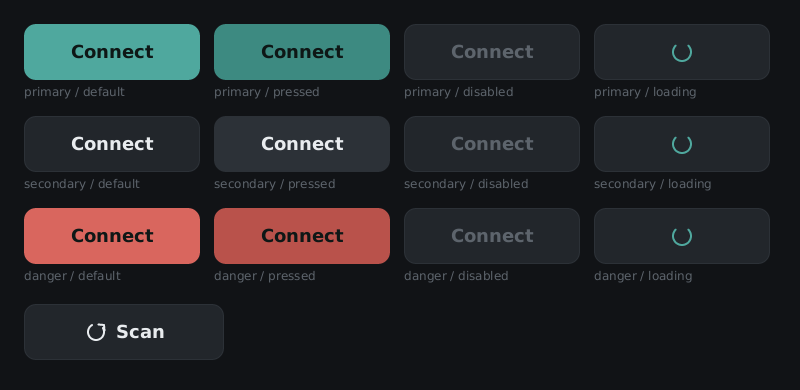 Connect Connect Connect
primary / default primary / pressed primary / disabled primary / loading
Connect Connect Connect
secondary / default secondary / pressed secondary / disabled secondary / loading
Connect Connect Connect
danger / default danger / pressed danger / disabled danger / loading
Scan